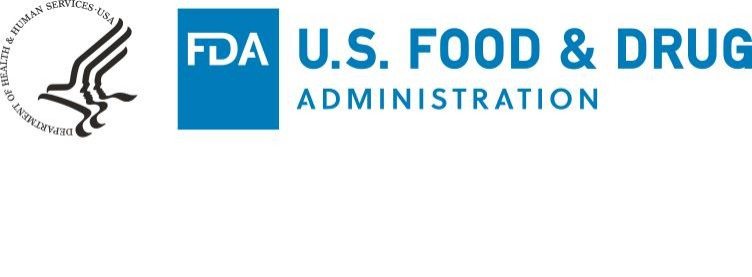 DEPARTMENT OF HEALTH & HUMAN SERVICES · USA
FDA
U.S. FOOD & DRUG
ADMINISTRATION